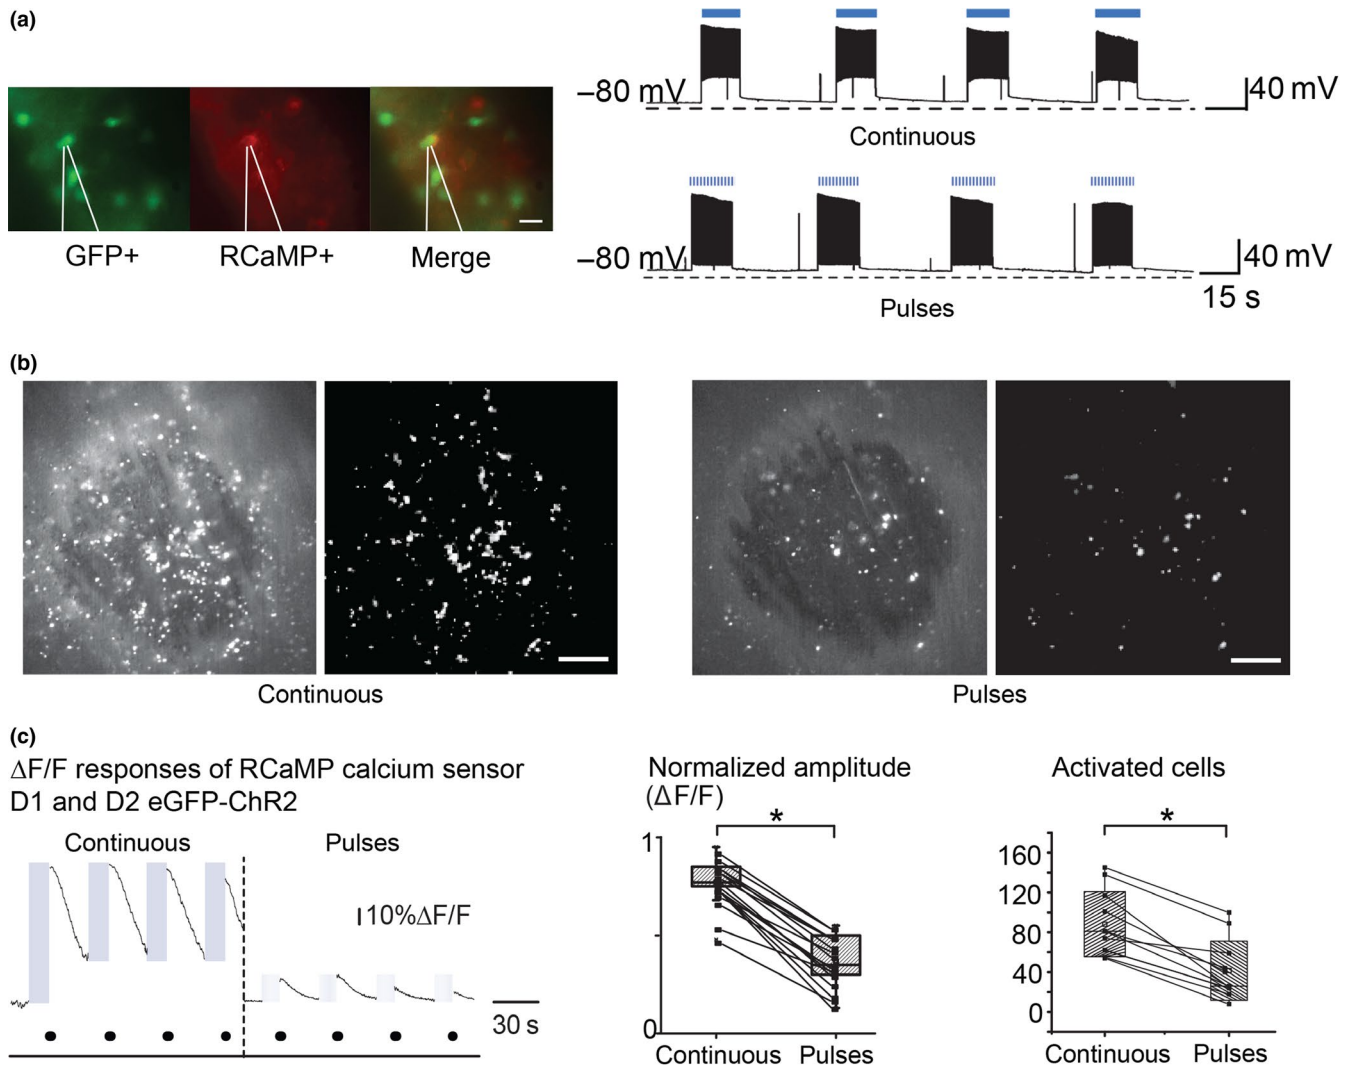 (a)
−80 mV
40 mV
Continuous
−80 mV
40 mV
15 s
Pulses
GFP+
RCaMP+
Merge
(b)
Continuous
Pulses
(c)
ΔF/F responses of RCaMP calcium sensor
D1 and D2 eGFP-ChR2
Continuous
Pulses
10%ΔF/F
30 s
Normalized amplitude
(ΔF/F)
*
1
0
Continuous
Pulses
Activated cells
*
160
120
80
40
0
Continuous
Pulses